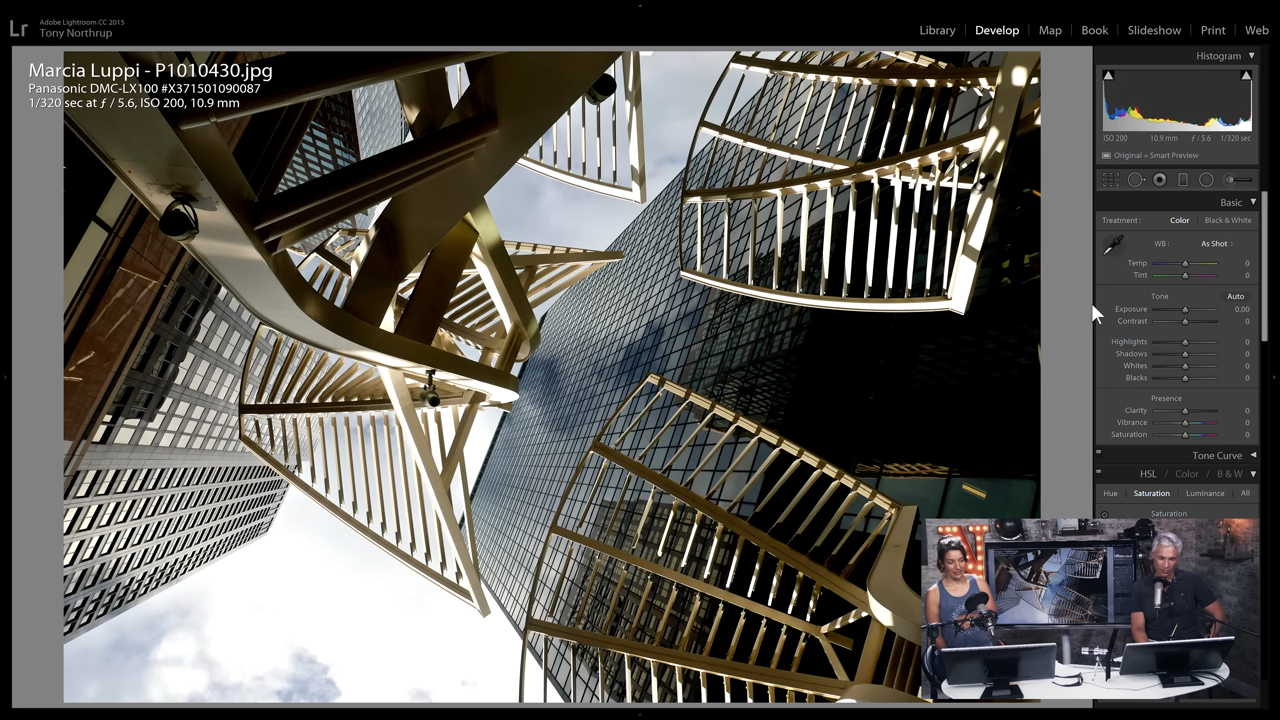 Lr
Adobe Lightroom CC 2015
Tony Northrup
Library
Develop
Map
Book
Slideshow
Print
Web
Marcia Luppi - P1010430.jpg
Panasonic DMC-LX100 #X371501090087
1/320 sec at ƒ / 5.6, ISO 200, 10.9 mm
Histogram
ISO 200 10.9 mm ƒ / 5.6 1/320 sec
Original + Smart Preview
Basic
Treatment : Color Black & White
WB : As Shot
Temp 0
Tint 0
Tone Auto
Exposure 0.00
Contrast 0
Highlights 0
Shadows 0
Whites 0
Blacks 0
Presence
Clarity 0
Vibrance 0
Saturation 0
Tone Curve
HSL / Color / B & W
Hue Saturation Luminance All
Saturation
N